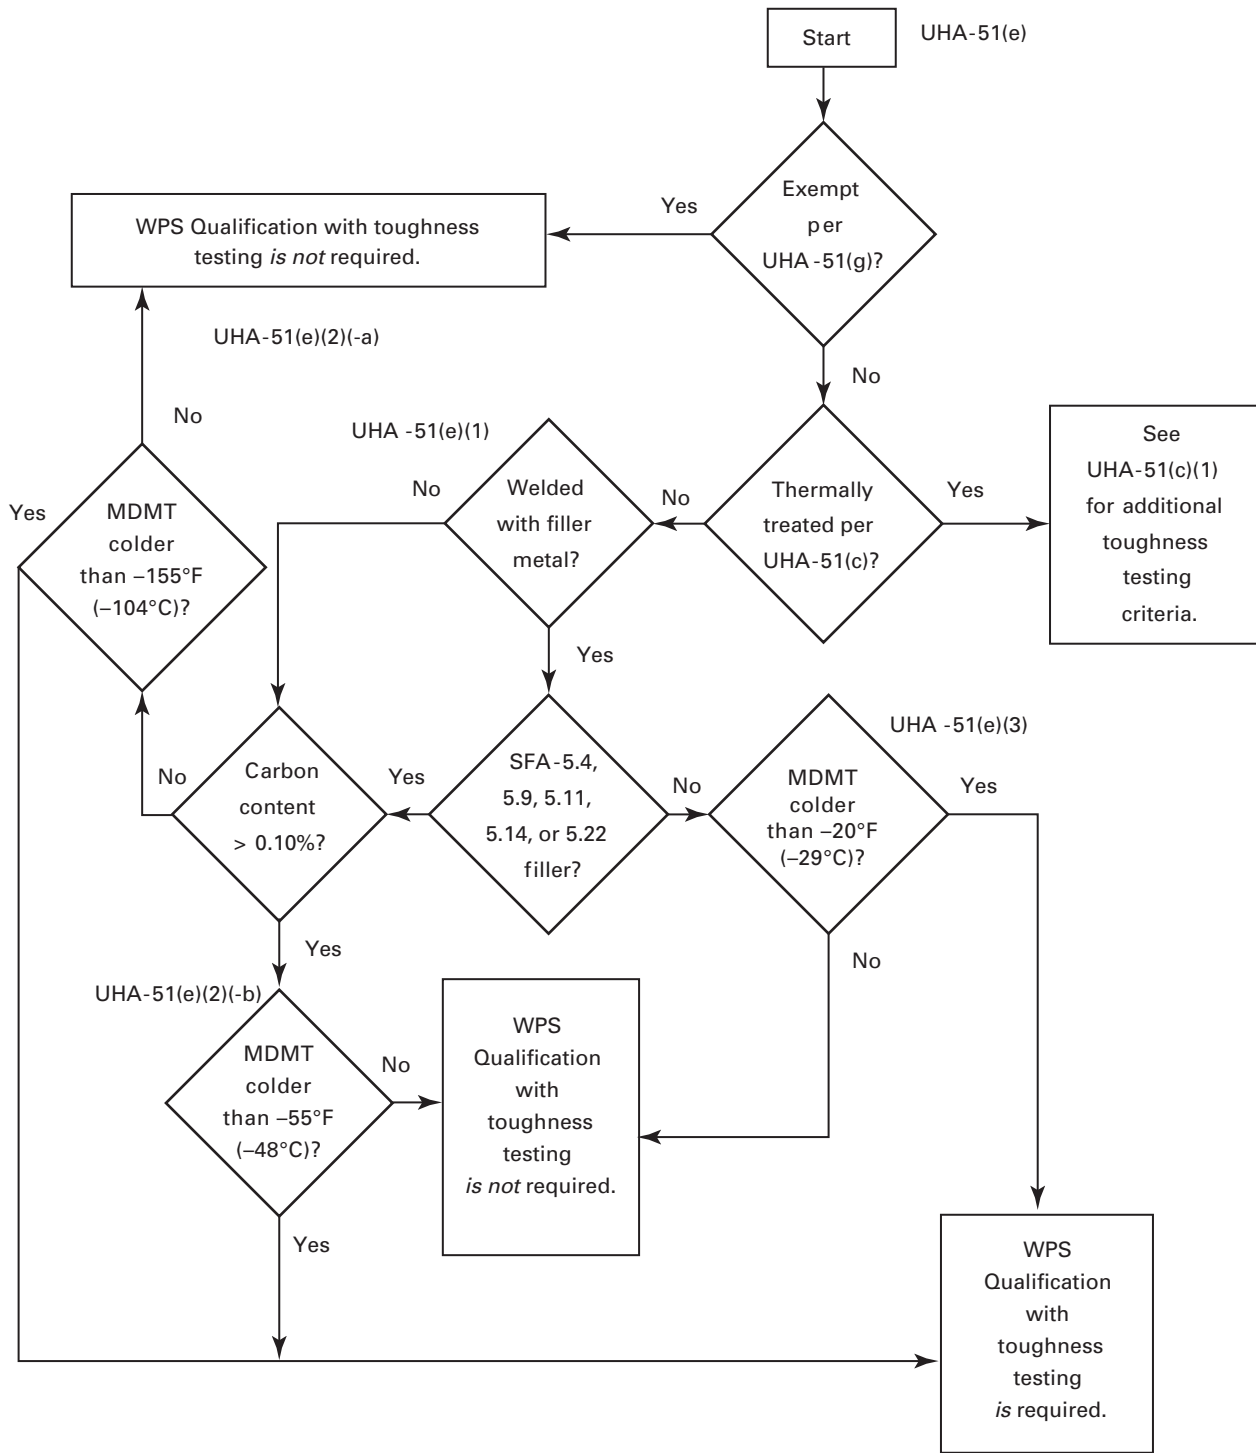 Start
UHA-51(e)
Exempt
per
UHA-51(g)?
Yes
WPS Qualification with toughness
testing is not required.
UHA-51(e)(2)(-a)
No
No
UHA -51(e)(1)
See
UHA-51(c)(1)
for additional
toughness
testing
criteria.
Yes
MDMT
colder
than –155°F
(–104°C)?
No
Welded
with filler
metal?
No
Thermally
treated per
UHA-51(c)?
Yes
Yes
UHA -51(e)(3)
No
Carbon
content
> 0.10%?
Yes
SFA-5.4,
5.9, 5.11,
5.14, or 5.22
filler?
No
MDMT
colder
than –20°F
(–29°C)?
Yes
Yes
No
UHA-51(e)(2)(-b)
MDMT
colder
than –55°F
(–48°C)?
No
WPS
Qualification
with
toughness
testing
is not required.
Yes
WPS
Qualification
with
toughness
testing
is required.